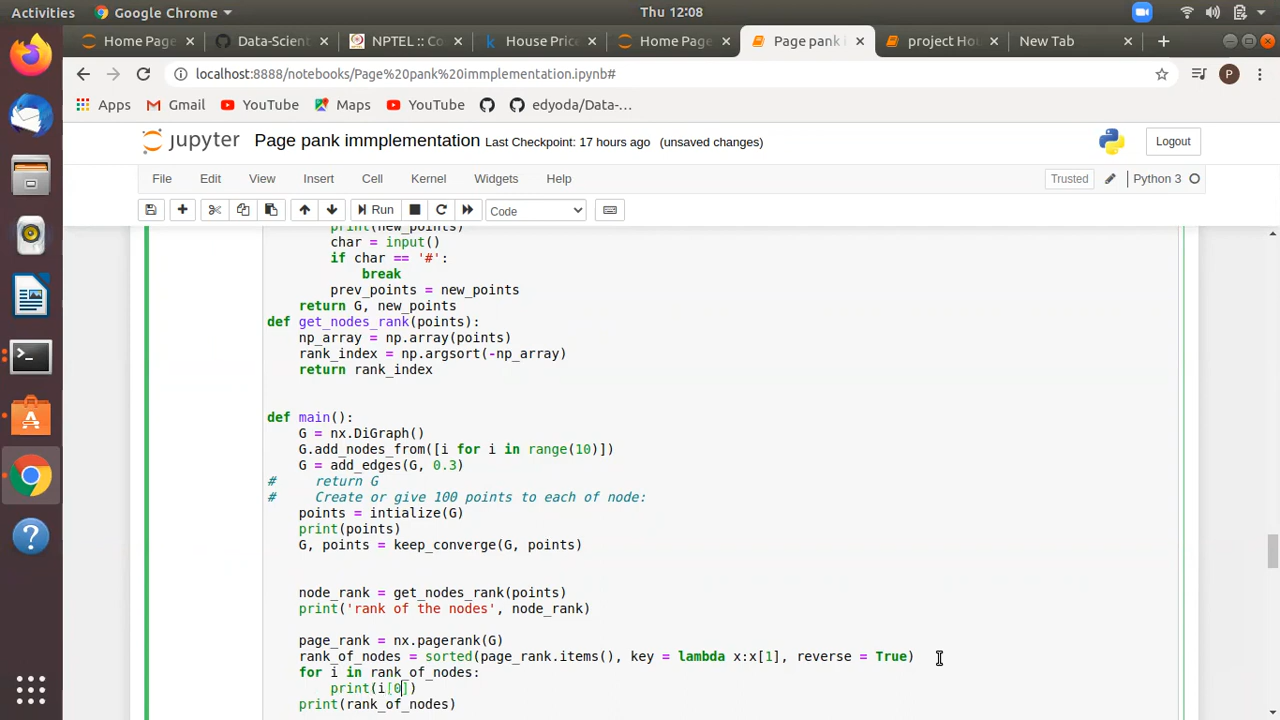 Activities Google Chrome Thu 12:08
Home Page Data-Scient NPTEL :: Co House Price Home Page Page pank i project Hou New Tab
localhost:8888/notebooks/Page%20pank%20immplementation.ipynb# P
Apps Gmail YouTube Maps YouTube edyoda/Data-...
jupyter Page pank immplementation Last Checkpoint: 17 hours ago (unsaved changes) Logout
File Edit View Insert Cell Kernel Widgets Help Trusted Python 3
Run Code
print(new_points)
char = input()
if char == '#':
break
prev_points = new_points
return G, new_points
def get_nodes_rank(points):
np_array = np.array(points)
rank_index = np.argsort(-np_array)
return rank_index
def main():
G = nx.DiGraph()
G.add_nodes_from([i for i in range(10)])
G = add_edges(G, 0.3)
# return G
# Create or give 100 points to each of node:
points = intialize(G)
print(points)
G, points = keep_converge(G, points)
node_rank = get_nodes_rank(points)
print('rank of the nodes', node_rank)
page_rank = nx.pagerank(G)
rank_of_nodes = sorted(page_rank.items(), key = lambda x:x[1], reverse = True)
for i in rank_of_nodes:
print(i[0])
print(rank_of_nodes)